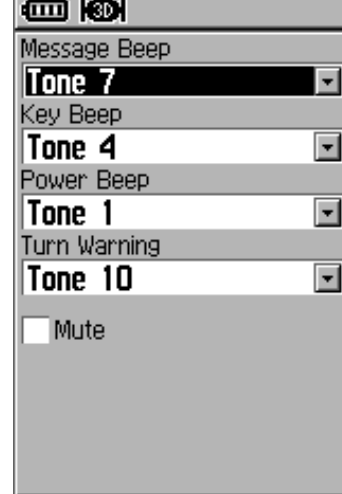 3D
Message Beep
Tone 7
Key Beep
Tone 4
Power Beep
Tone 1
Turn Warning
Tone 10
Mute